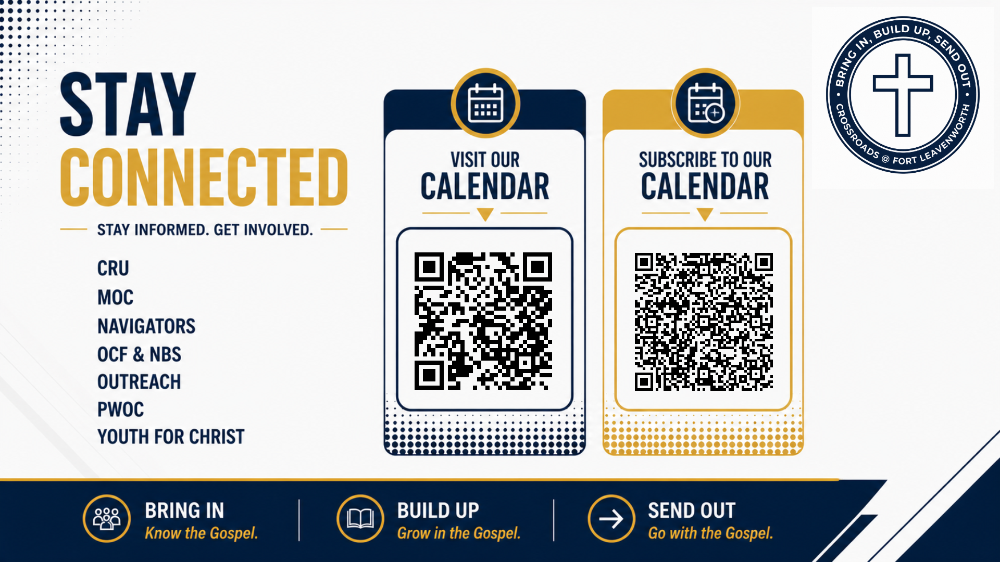 STAY
CONNECTED
STAY INFORMED. GET INVOLVED.
CRU
MOC
NAVIGATORS
OCF & NBS
OUTREACH
PWOC
YOUTH FOR CHRIST
VISIT OUR
CALENDAR
SUBSCRIBE TO OUR
CALENDAR
• BRING IN, BUILD UP, SEND OUT •
CROSSROADS @ FORT LEAVENWORTH
BRING IN
Know the Gospel.
BUILD UP
Grow in the Gospel.
SEND OUT
Go with the Gospel.